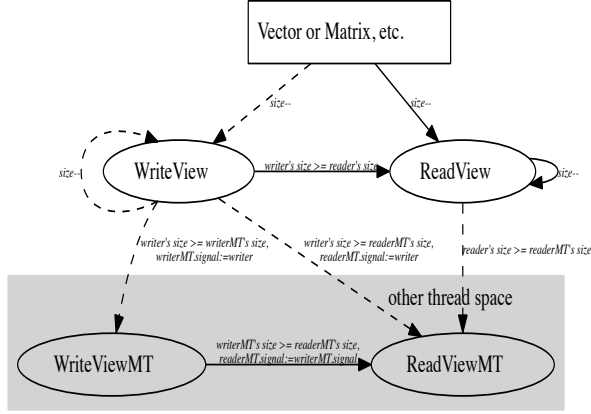 Vector or Matrix, etc.
size--
size--
WriteView
writer's size >= reader's size
ReadView
size--
size--
writer's size >= writerMT's size,
writerMT.signal:=writer
writer's size >= readerMT's size,
readerMT.signal:=writer
reader's size >= readerMT's size
other thread space
WriteViewMT
writerMT's size >= readerMT's size,
readerMT.signal:=writerMT.signal
ReadViewMT